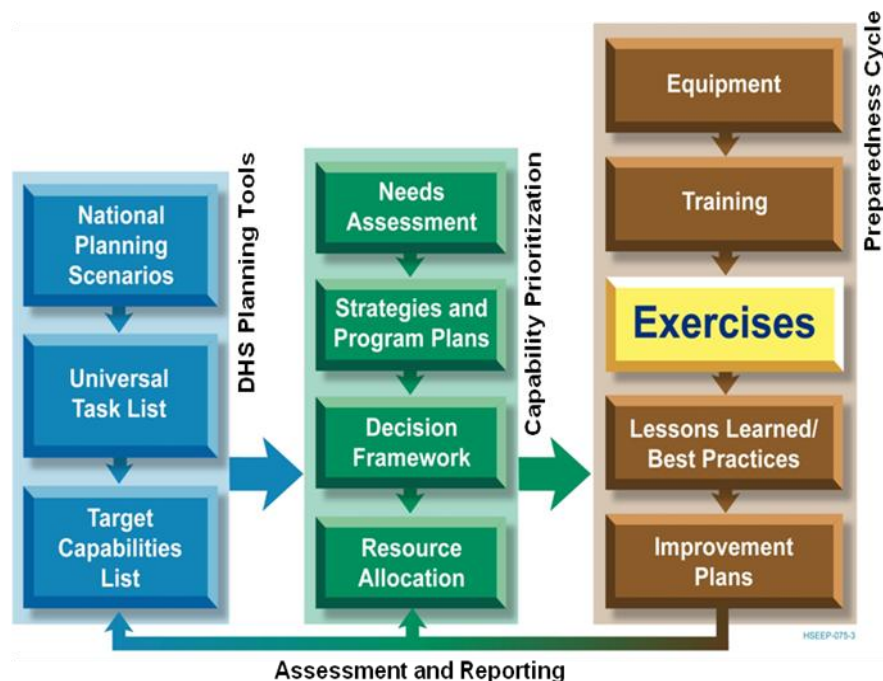 DHS Planning Tools
National
Planning
Scenarios
Universal
Task List
Target
Capabilities
List
Capability Prioritization
Needs
Assessment
Strategies and
Program Plans
Decision
Framework
Resource
Allocation
Preparedness Cycle
Equipment
Training
Exercises
Lessons Learned/
Best Practices
Improvement
Plans
HSEEP-075-3
Assessment and Reporting